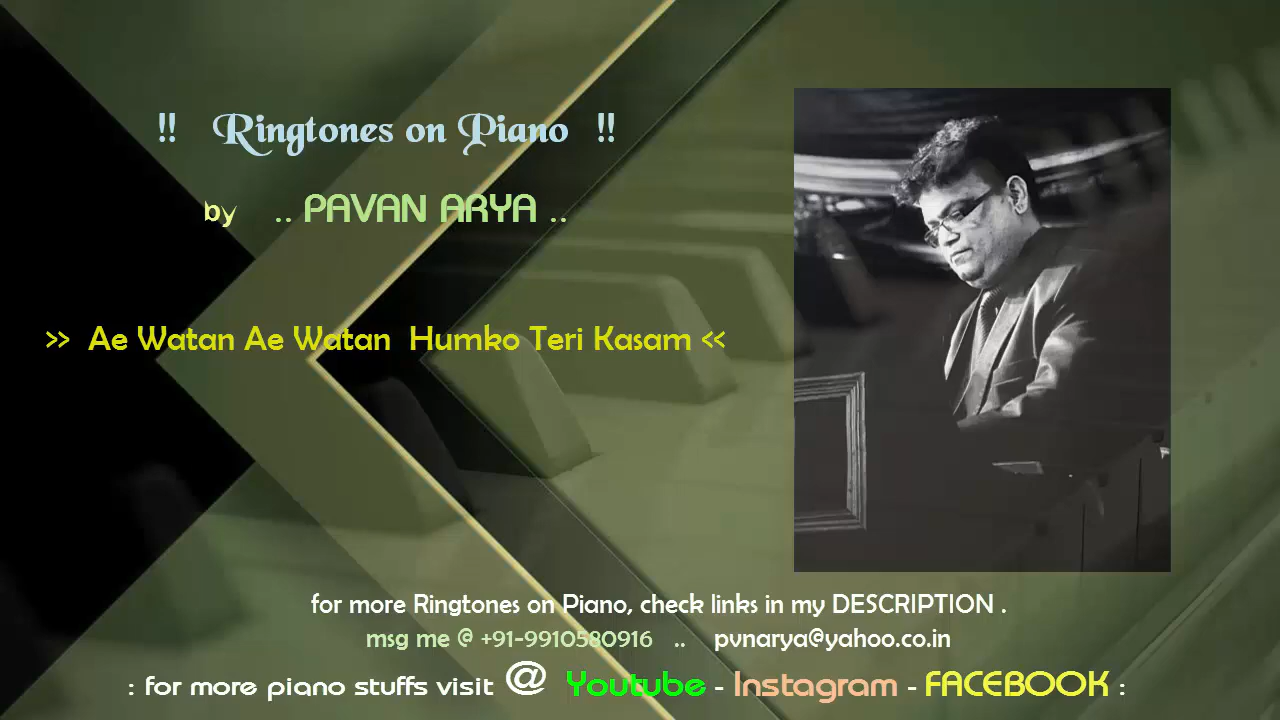 !! Ringtones on Piano !!
by .. PAVAN ARYA ..
>> Ae Watan Ae Watan Humko Teri Kasam <<
for more Ringtones on Piano, check links in my DESCRIPTION .
msg me @ +91-9910580916 .. pvnarya@yahoo.co.in
: for more piano stuffs visit @ Youtube - Instagram - FACEBOOK :